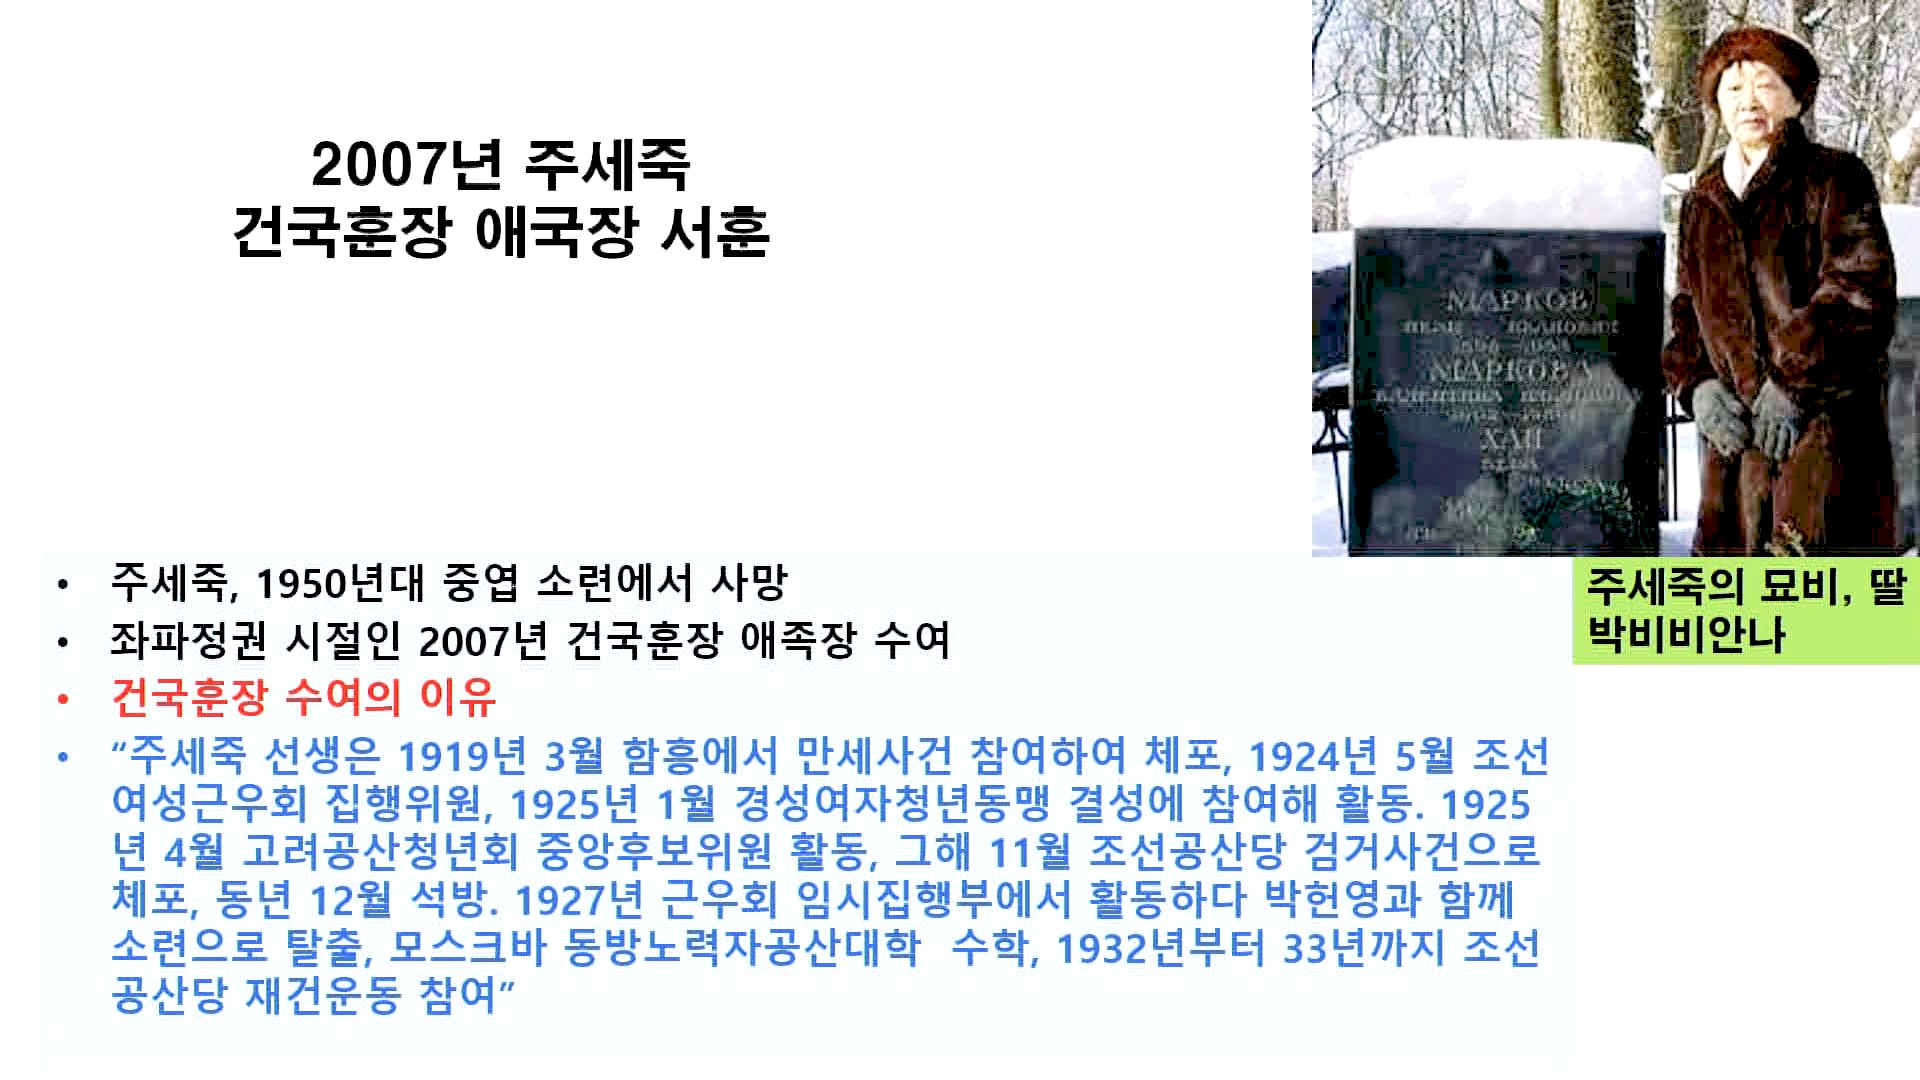 2007년 주세죽
건국훈장 애국장 서훈
МАРКОВ
МАРКОВА
ХАН
주세죽의 묘비, 딸
박비비안나
• 주세죽, 1950년대 중엽 소련에서 사망
• 좌파정권 시절인 2007년 건국훈장 애족장 수여
• 건국훈장 수여의 이유
• “주세죽 선생은 1919년 3월 함흥에서 만세사건 참여하여 체포, 1924년 5월 조선
여성근우회 집행위원, 1925년 1월 경성여자청년동맹 결성에 참여해 활동. 1925
년 4월 고려공산청년회 중앙후보위원 활동, 그해 11월 조선공산당 검거사건으로
체포, 동년 12월 석방. 1927년 근우회 임시집행부에서 활동하다 박헌영과 함께
소련으로 탈출, 모스크바 동방노력자공산대학 수학, 1932년부터 33년까지 조선
공산당 재건운동 참여”